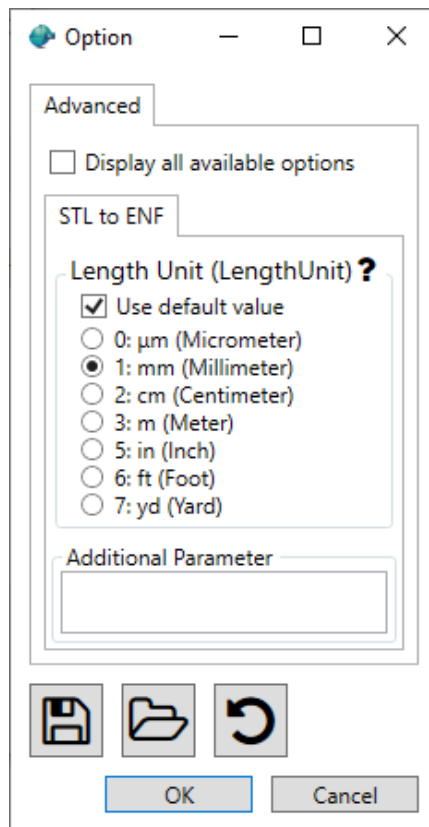 Option
Advanced
Display all available options
STL to ENF
Length Unit (LengthUnit) ?
Use default value
0: µm (Micrometer)
1: mm (Millimeter)
2: cm (Centimeter)
3: m (Meter)
5: in (Inch)
6: ft (Foot)
7: yd (Yard)
Additional Parameter
OK Cancel